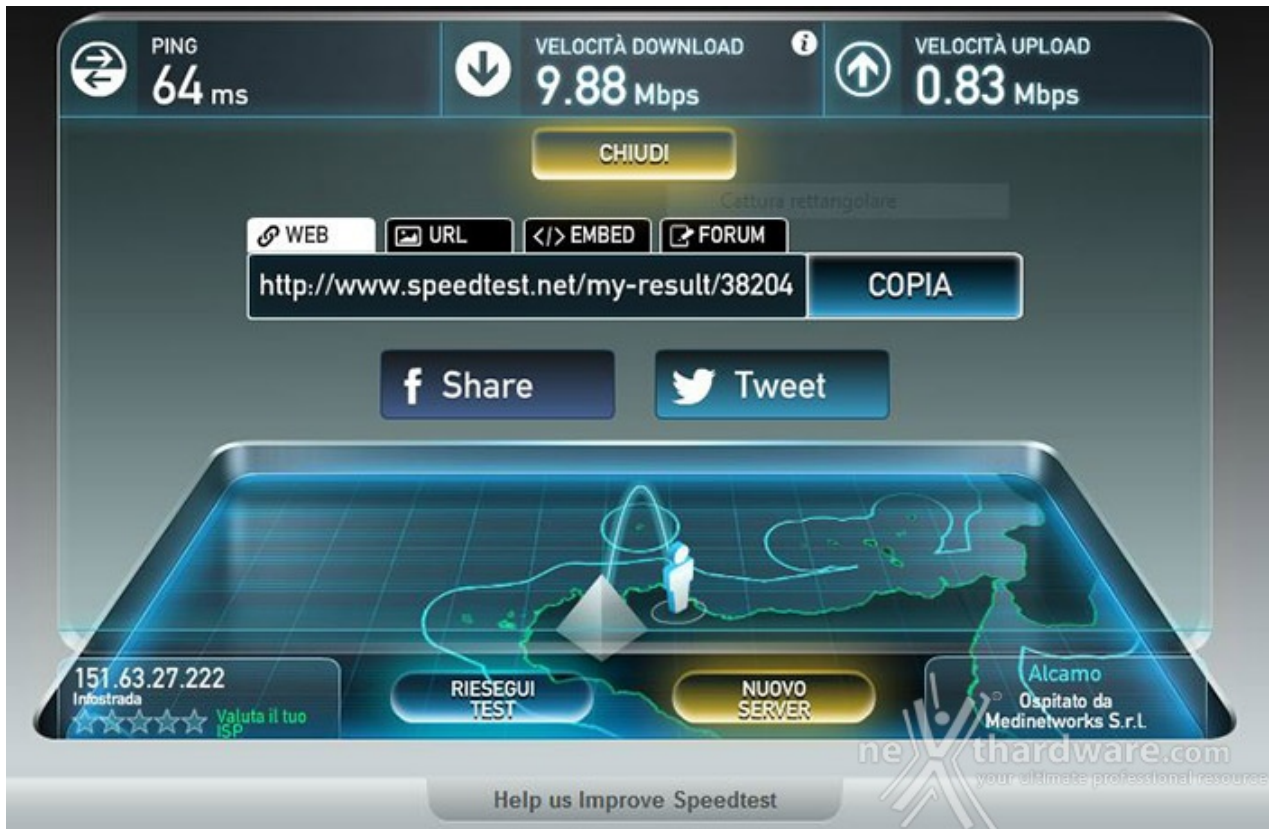 PING
64 ms
VELOCITÀ DOWNLOAD
9.88 Mbps
VELOCITÀ UPLOAD
0.83 Mbps
CHIUDI
Cattura rettangolare
WEB
URL
</> EMBED
FORUM
http://www.speedtest.net/my-result/38204
COPIA
f Share
Tweet
151.63.27.222
Infostrada
Valuta il tuo
ISP
RIESEGUI
TEST
NUOVO
SERVER
Alcamo
Ospitato da
Medinetworks S.r.l.
nexthardware.com
your ultimate professional resource
Help us Improve Speedtest